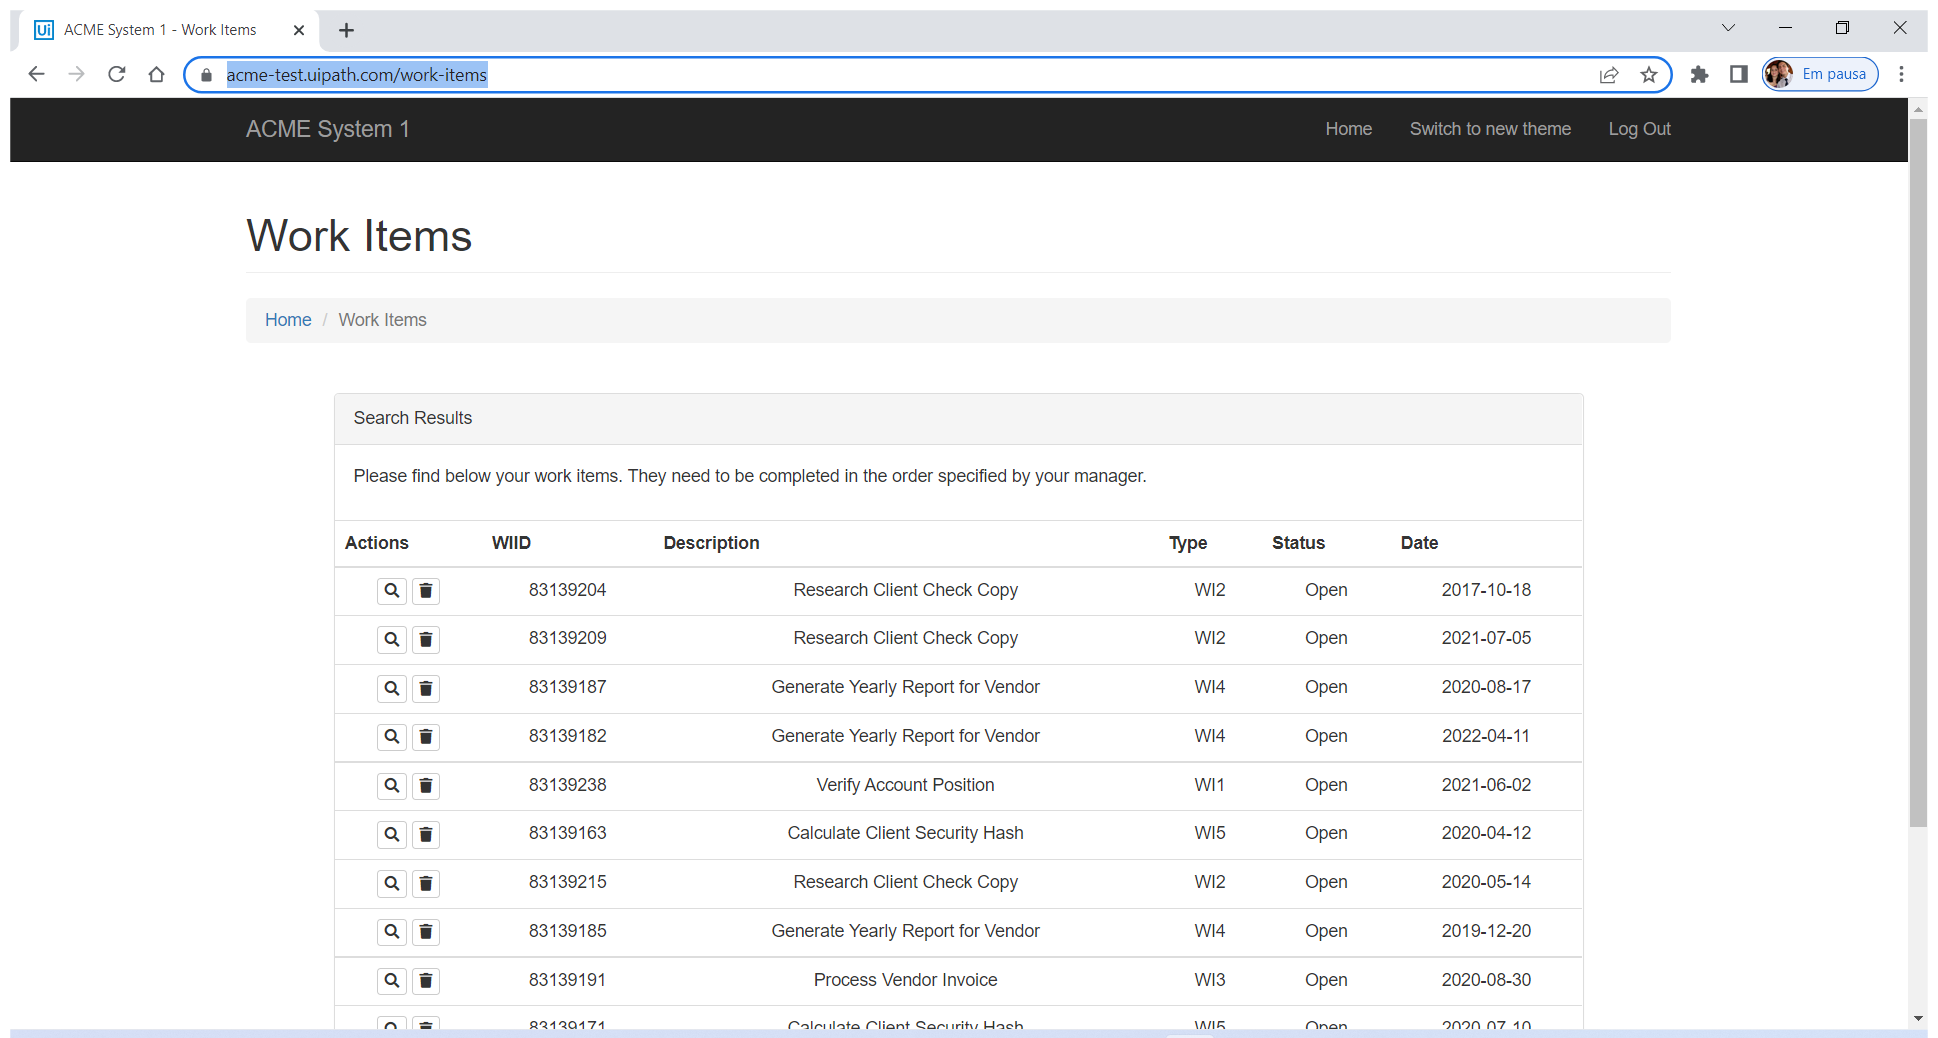 Ui ACME System 1 - Work Items
acme-test.uipath.com/work-items
Em pausa
ACME System 1 Home Switch to new theme Log Out
Work Items
Home / Work Items
Search Results
Please find below your work items. They need to be completed in the order specified by your manager.
Actions WIID Description Type Status Date
83139204 Research Client Check Copy WI2 Open 2017-10-18
83139209 Research Client Check Copy WI2 Open 2021-07-05
83139187 Generate Yearly Report for Vendor WI4 Open 2020-08-17
83139182 Generate Yearly Report for Vendor WI4 Open 2022-04-11
83139238 Verify Account Position WI1 Open 2021-06-02
83139163 Calculate Client Security Hash WI5 Open 2020-04-12
83139215 Research Client Check Copy WI2 Open 2020-05-14
83139185 Generate Yearly Report for Vendor WI4 Open 2019-12-20
83139191 Process Vendor Invoice WI3 Open 2020-08-30
83139171 Calculate Client Security Hash WI5 Open 2020-07-10